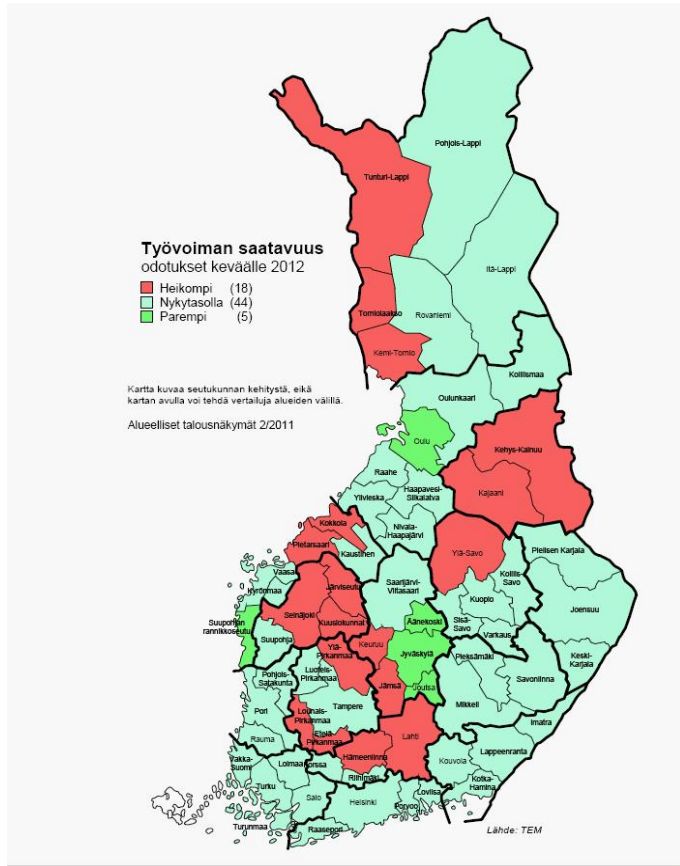 Työvoiman saatavuus
odotukset keväälle 2012
Heikompi (18)
Nykytasolla (44)
Parempi (5)
Kartta kuvaa seutukunnan kehitystä, eikä
kartan avulla voi tehdä vertailuja alueiden välillä.
Alueelliset talousnäkymät 2/2011
Pohjois-Lappi
Tunturi-Lappi
Itä-Lappi
Torniolaakso
Rovaniemi
Kemi-Tornio
Koillismaa
Oulunkaari
Oulu
Kehys-Kainuu
Raahe
Haapavesi-
Siikalatva
Kajaani
Ylivieska
Kokkola
Nivala-
Haapajärvi
Pietarsaari
Kaustinen
Ylä-Savo
Pielisen Karjala
Vaasa
Kyrönmaa
Järviseutu
Saarijärvi-
Viitasaari
Koillis-
Savo
Kuopio
Joensuu
Seinäjoki
Kuusiokunnat
Äänekoski
Sisä-
Savo
Suupohjan
rannikkoseutu
Suupohja
Ylä-
Pirkanmaa
Keuruu
Jyväskylä
Varkaus
Pieksämäki
Keski-
Karjala
Pohjois-
Satakunta
Luoteis-
Pirkanmaa
Jämsä
Joutsa
Savonlinna
Mikkeli
Pori
Lounais-
Pirkanmaa
Tampere
Imatra
Rauma
Etelä-
Pirkanmaa
Lahti
Lappeenranta
Vakka-
Suomi
Loimaa
Forssa
Hämeenlinna
Kouvola
Riihimäki
Kotka-
Hamina
Turku
Salo
Helsinki
Loviisa
Porvoo
Turunmaa
Raasepori
Lähde: TEM